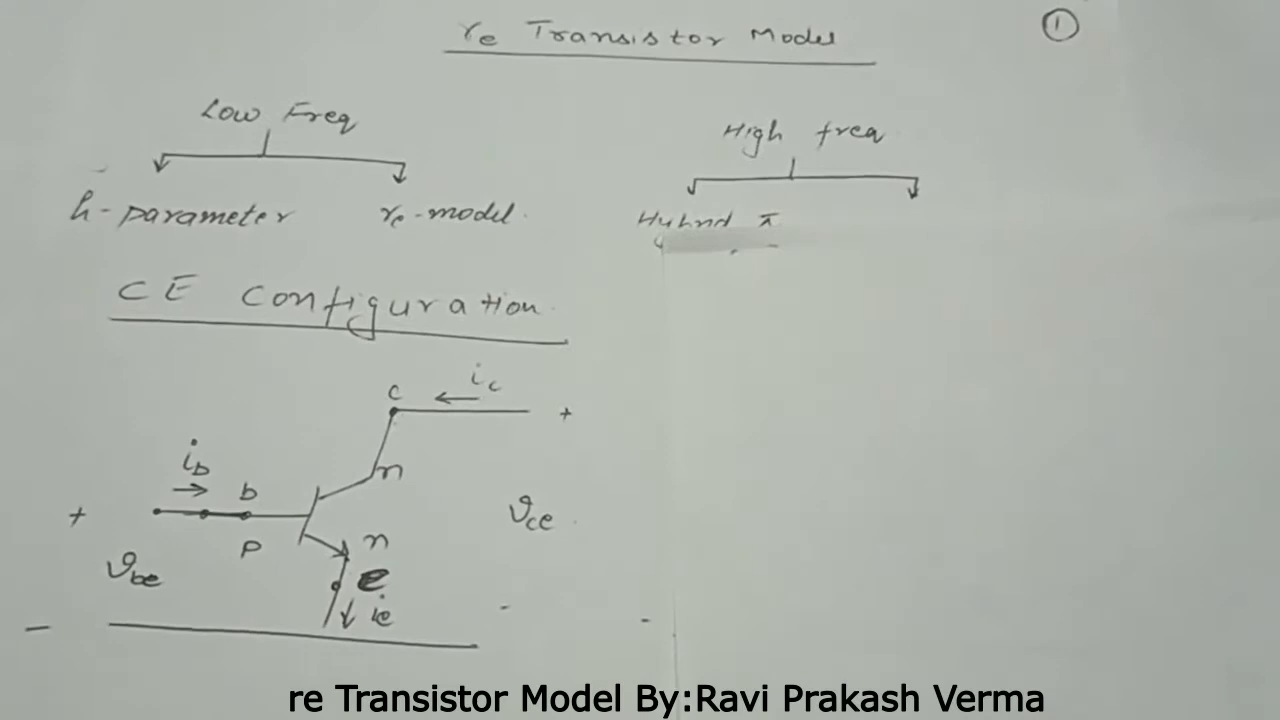 re Transistor Model
①
Low Freq
High freq
h-parameter re-model.
Hybrid π
CE Configuration
c ic
+
ib
n
b
+
vce
p
n
vbe
e
ie
-
-
-
re Transistor Model By:Ravi Prakash Verma